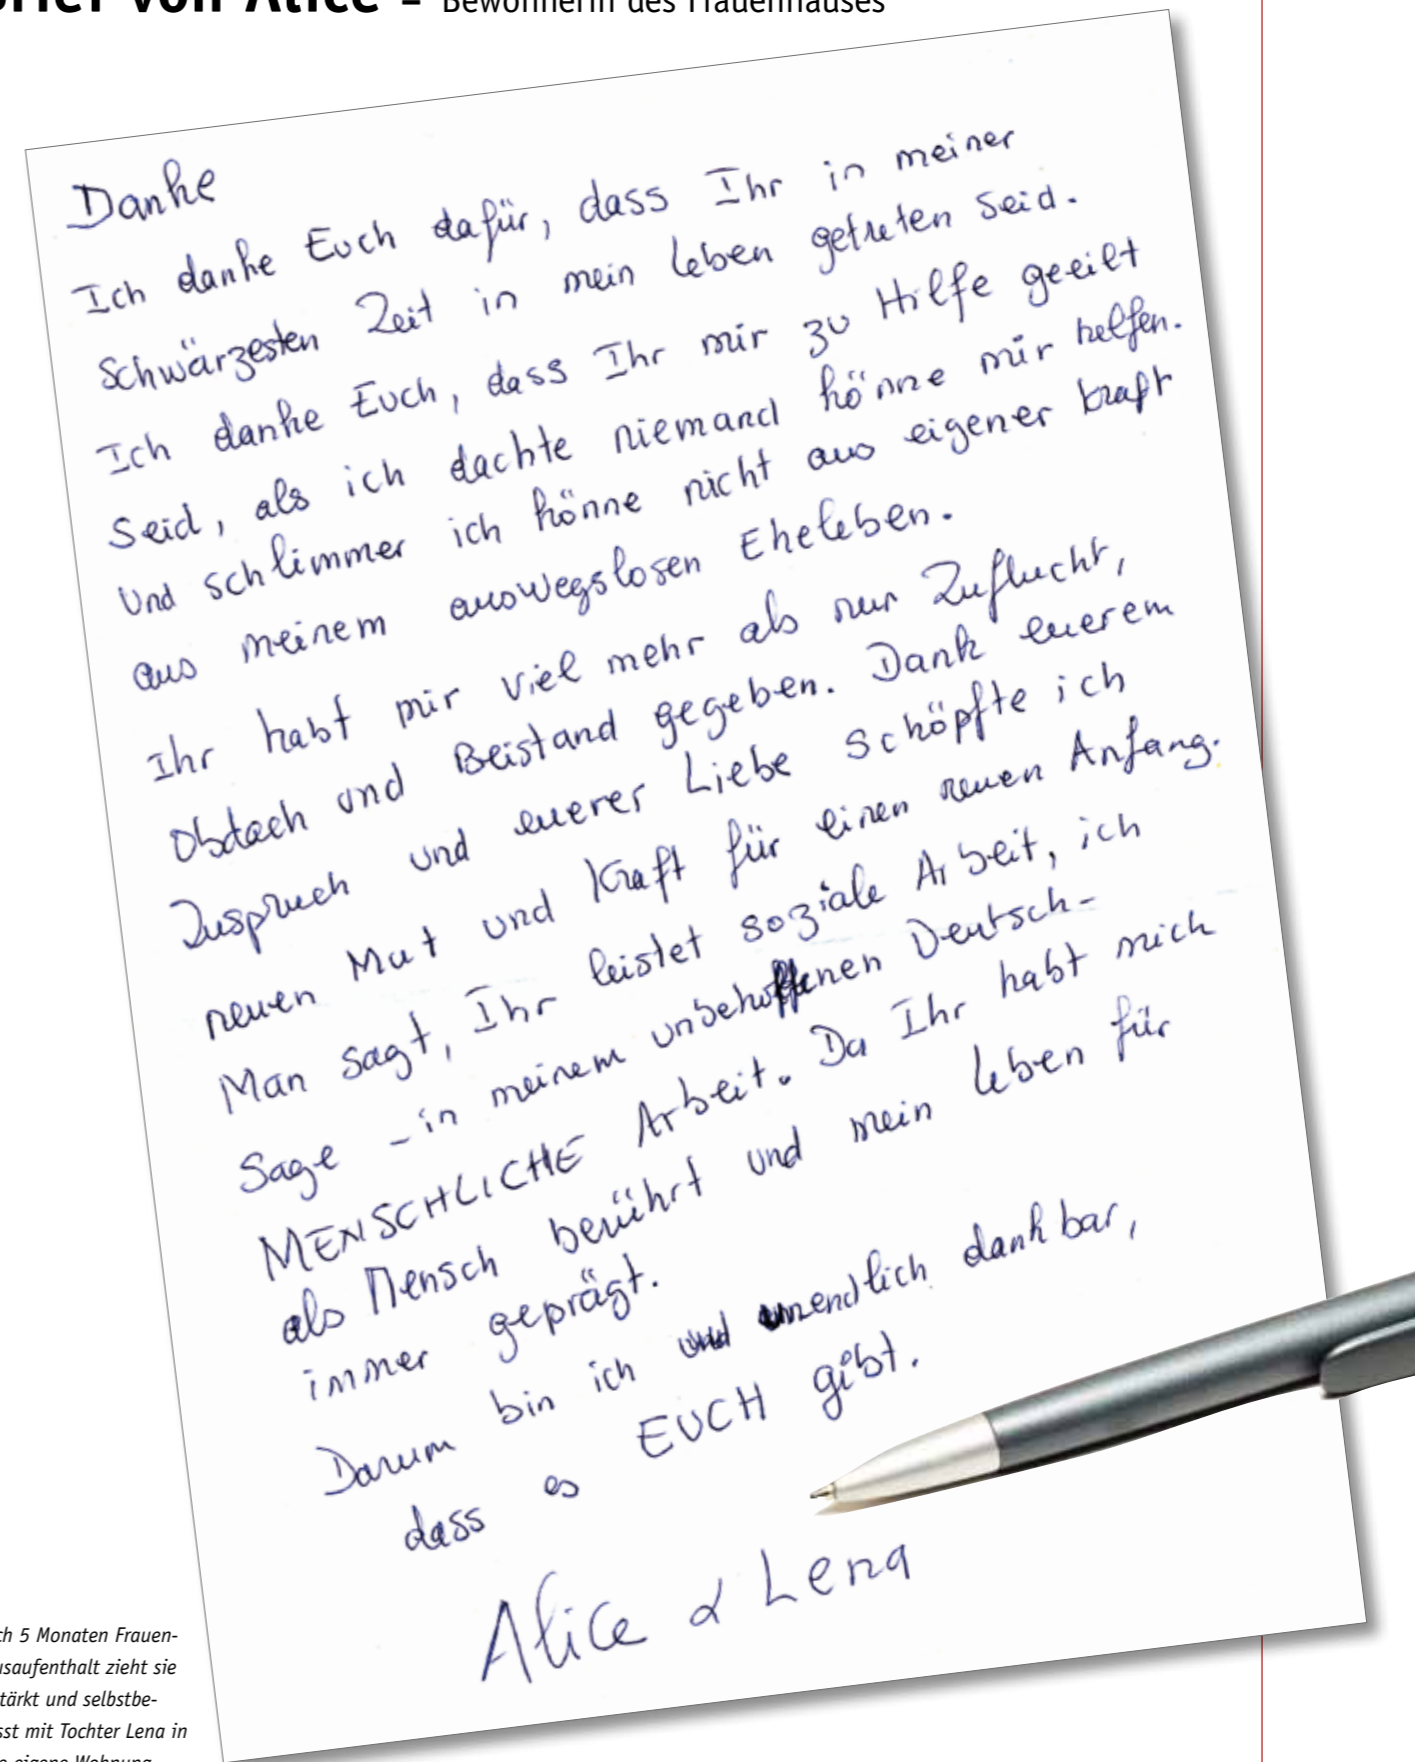 Brief von Alice – Bewohnerin des Frauenhauses
Danke
Ich danke Euch dafür, dass Ihr in meiner
Schwärzesten Zeit in mein leben getreten seid.
Ich danke Euch, dass Ihr mir zu Hilfe geeilt
Seid, als ich dachte niemand könne mir helfen.
Und schlimmer ich könne nicht aus eigener kraft
aus meinem auswegslosen Eheleben.
Ihr habt mir viel mehr als nur Zuflucht,
Obdach und Beistand gegeben. Dank euerem
Zuspruch und euerer Liebe schöpfte ich
neuen Mut und Kraft für einen neuen Anfang.
Man sagt, Ihr leistet soziale Arbeit, ich
Sage – in meinem unbeholfenen Deutsch-
MENSCHLICHE Arbeit. Da Ihr habt mich
als Mensch berührt und mein leben für
immer geprägt.
Darum bin ich unendlich dankbar,
dass es EUCH gibt.
Alice & Lena
ch 5 Monaten Frauen-
usaufenthalt zieht sie
tärkt und selbstbe-
sst mit Tochter Lena in
e eigene Wohnung